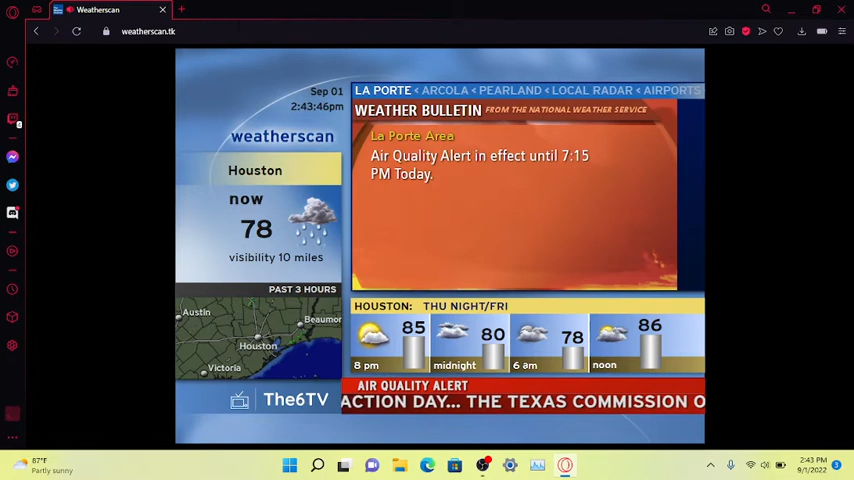 Weatherscan
weatherscan.tk
Sep 01
2:43:46pm
weatherscan
Houston
now
78
visibility 10 miles
PAST 3 HOURS
Austin
Beaumor
Houston
Victoria
The6TV
LA PORTE < ARCOLA < PEARLAND < LOCAL RADAR < AIRPORTS
WEATHER BULLETIN FROM THE NATIONAL WEATHER SERVICE
La Porte Area
Air Quality Alert in effect until 7:15
PM Today.
HOUSTON: THU NIGHT/FRI
85 80 78 86
8 pm midnight 6 am noon
AIR QUALITY ALERT
ACTION DAY... THE TEXAS COMMISSION O
87°F
Partly sunny
2:43 PM
9/1/2022
3